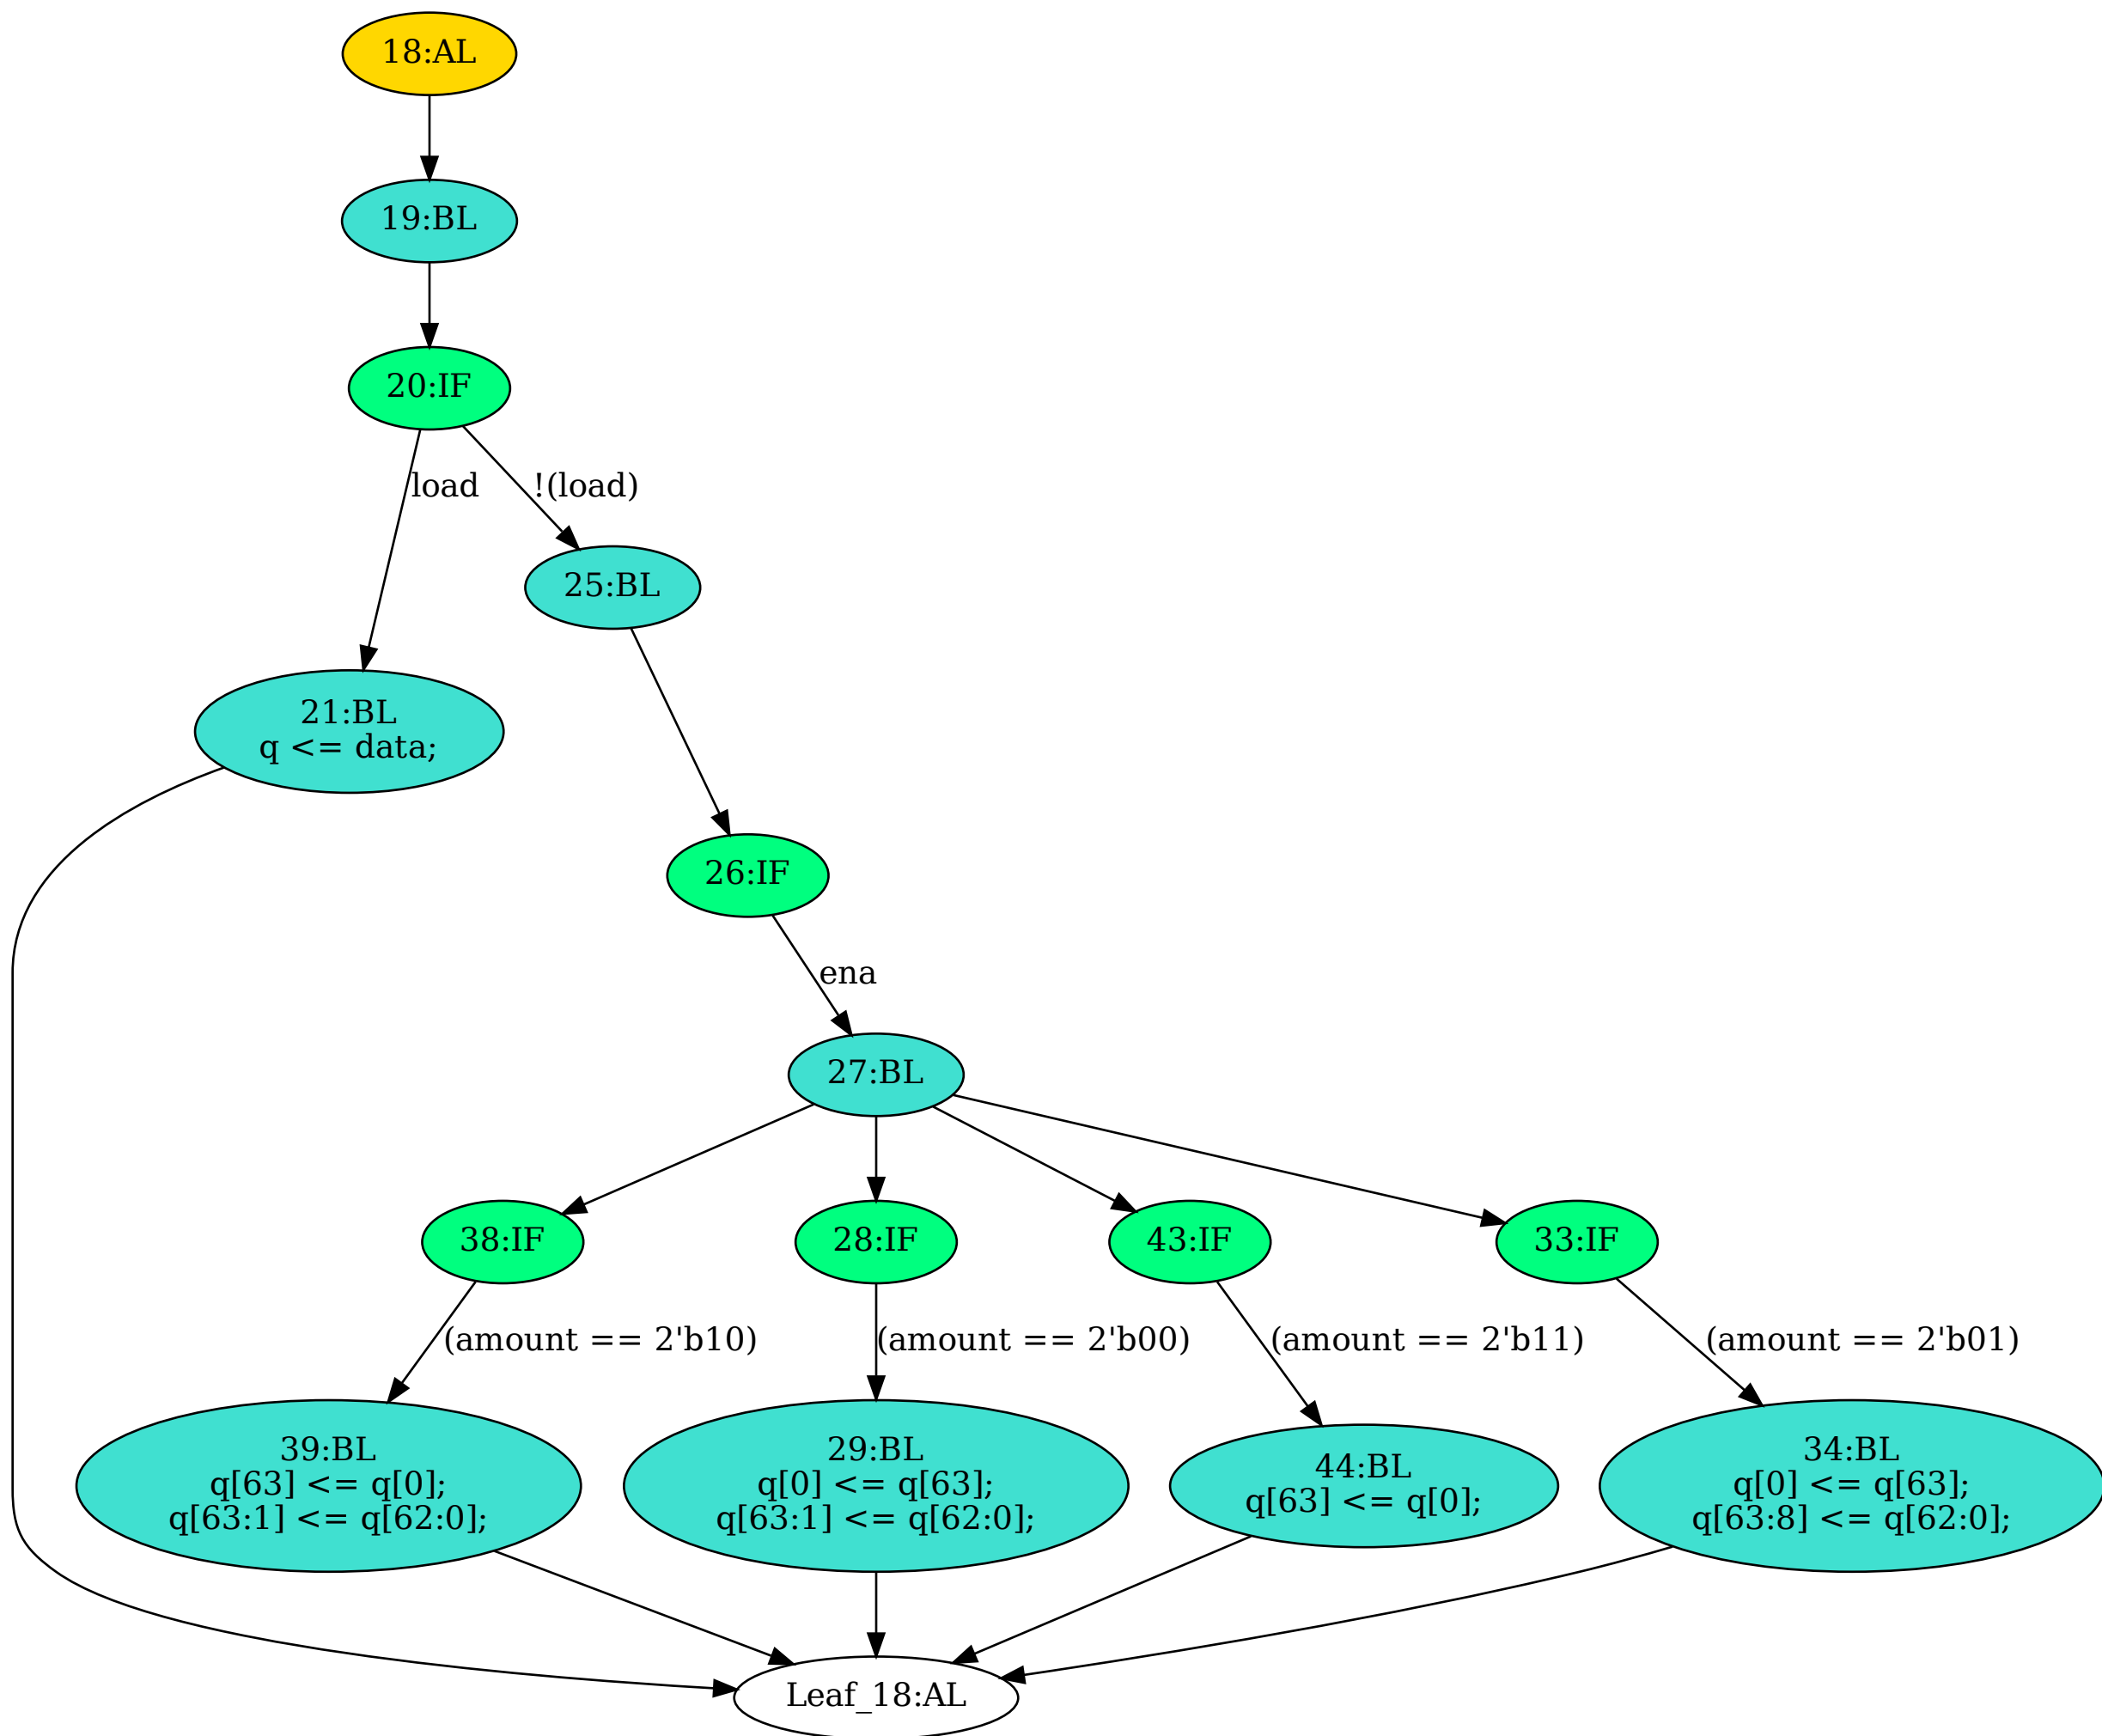 18:AL
19:BL
20:IF
load
!(load)
25:BL
21:BL
q <= data;
26:IF
ena
27:BL
38:IF
28:IF
43:IF
33:IF
(amount == 2'b10)
(amount == 2'b00)
(amount == 2'b11)
(amount == 2'b01)
39:BL
q[63] <= q[0];
q[63:1] <= q[62:0];
29:BL
q[0] <= q[63];
q[63:1] <= q[62:0];
44:BL
q[63] <= q[0];
34:BL
q[0] <= q[63];
q[63:8] <= q[62:0];
Leaf_18:AL